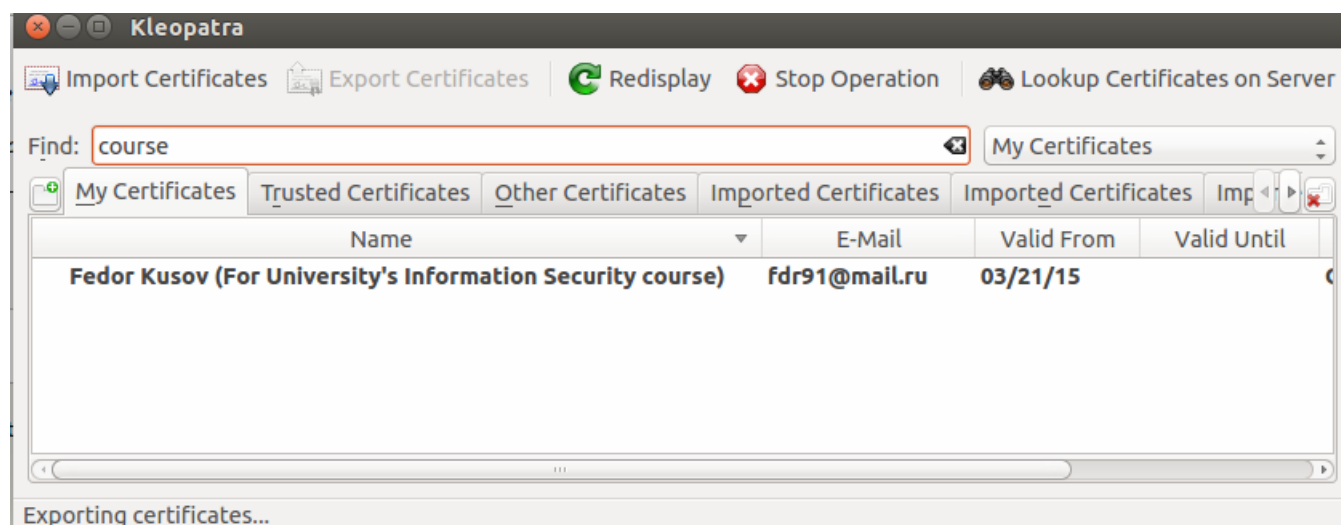 Kleopatra
Import Certificates Export Certificates Redisplay Stop Operation Lookup Certificates on Server
Find: course My Certificates
My Certificates Trusted Certificates Other Certificates Imported Certificates Imported Certificates Imp
Name E-Mail Valid From Valid Until
Fedor Kusov (For University's Information Security course) fdr91@mail.ru 03/21/15
Exporting certificates...